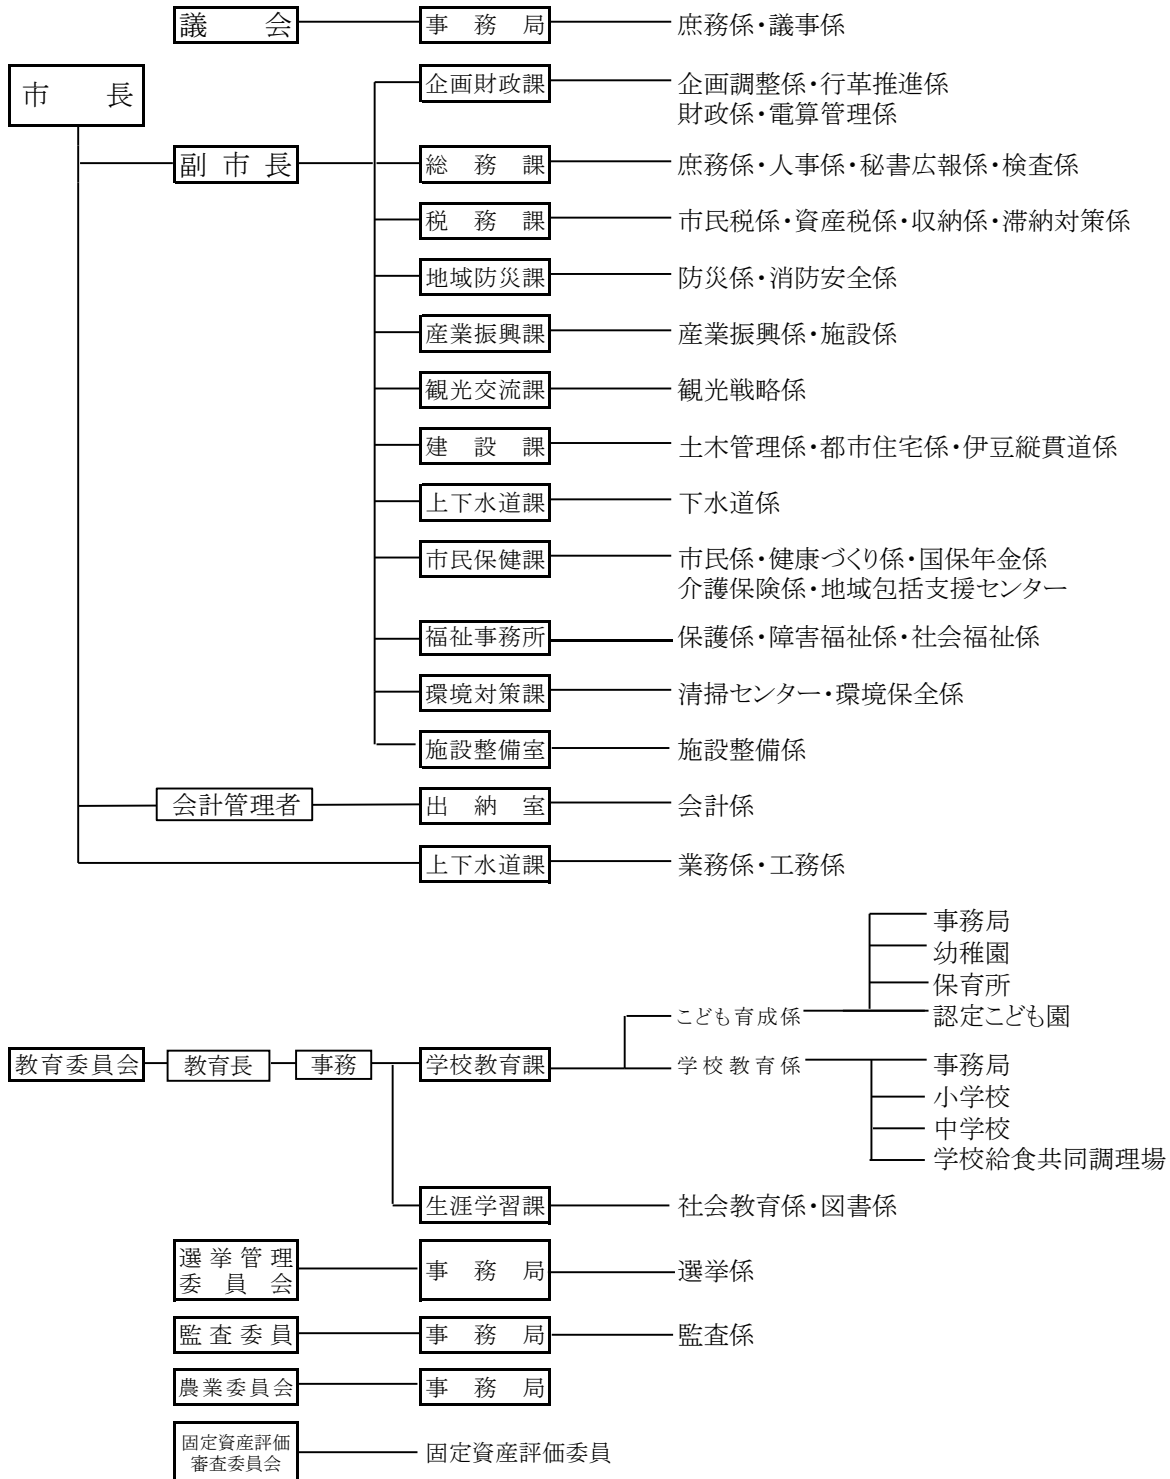 議会 事務局 庶務係・議事係
市長
企画財政課 企画調整係・行革推進係
財政係・電算管理係
副市長 総務課 庶務係・人事係・秘書広報係・検査係
税務課 市民税係・資産税係・収納係・滞納対策係
地域防災課 防災係・消防安全係
産業振興課 産業振興係・施設係
観光交流課 観光戦略係
建設課 土木管理係・都市住宅係・伊豆縦貫道係
上下水道課 下水道係
市民保健課 市民係・健康づくり係・国保年金係
介護保険係・地域包括支援センター
福祉事務所 保護係・障害福祉係・社会福祉係
環境対策課 清掃センター・環境保全係
施設整備室 施設整備係
会計管理者 出納室 会計係
上下水道課 業務係・工務係
事務局
幼稚園
保育所
こども育成係 認定こども園
教育委員会 教育長 事務 学校教育課 学校教育係 事務局
小学校
中学校
学校給食共同調理場
生涯学習課 社会教育係・図書係
選挙管理
委員会 事務局 選挙係
監査委員 事務局 監査係
農業委員会 事務局
固定資産評価
審査委員会 固定資産評価委員